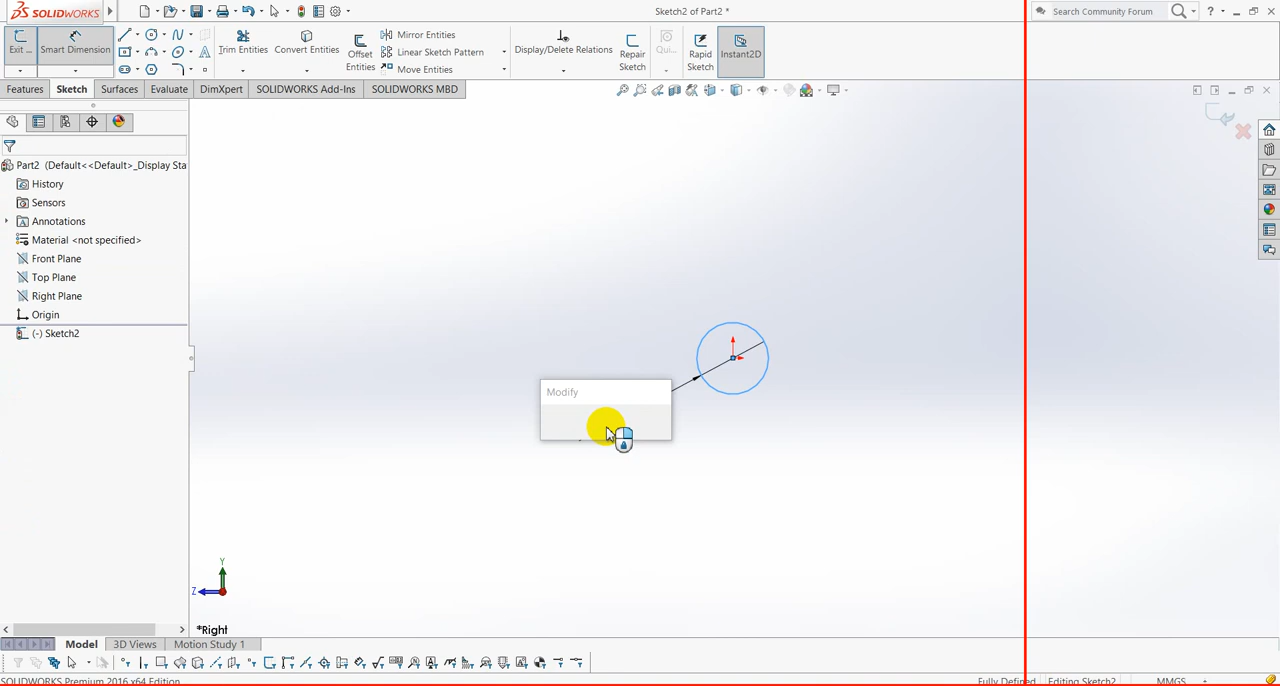 SOLIDWORKS
Sketch2 of Part2 *
Search Community Forum
?
Exit ...
Smart Dimension
Trim Entities
Convert Entities
Offset Entities
Mirror Entities
Linear Sketch Pattern
Move Entities
Display/Delete Relations
Repair Sketch
Qui...
Rapid Sketch
Instant2D
Features
Sketch
Surfaces
Evaluate
DimXpert
SOLIDWORKS Add-Ins
SOLIDWORKS MBD
Part2 (Default<<Default>_Display Sta
History
Sensors
Annotations
Material <not specified>
Front Plane
Top Plane
Right Plane
Origin
(-) Sketch2
Modify
Y
Z
*Right
Model
3D Views
Motion Study 1
SOLIDWORKS Premium 2016 x64 Edition
Fully Defined
Editing Sketch2
MMGS